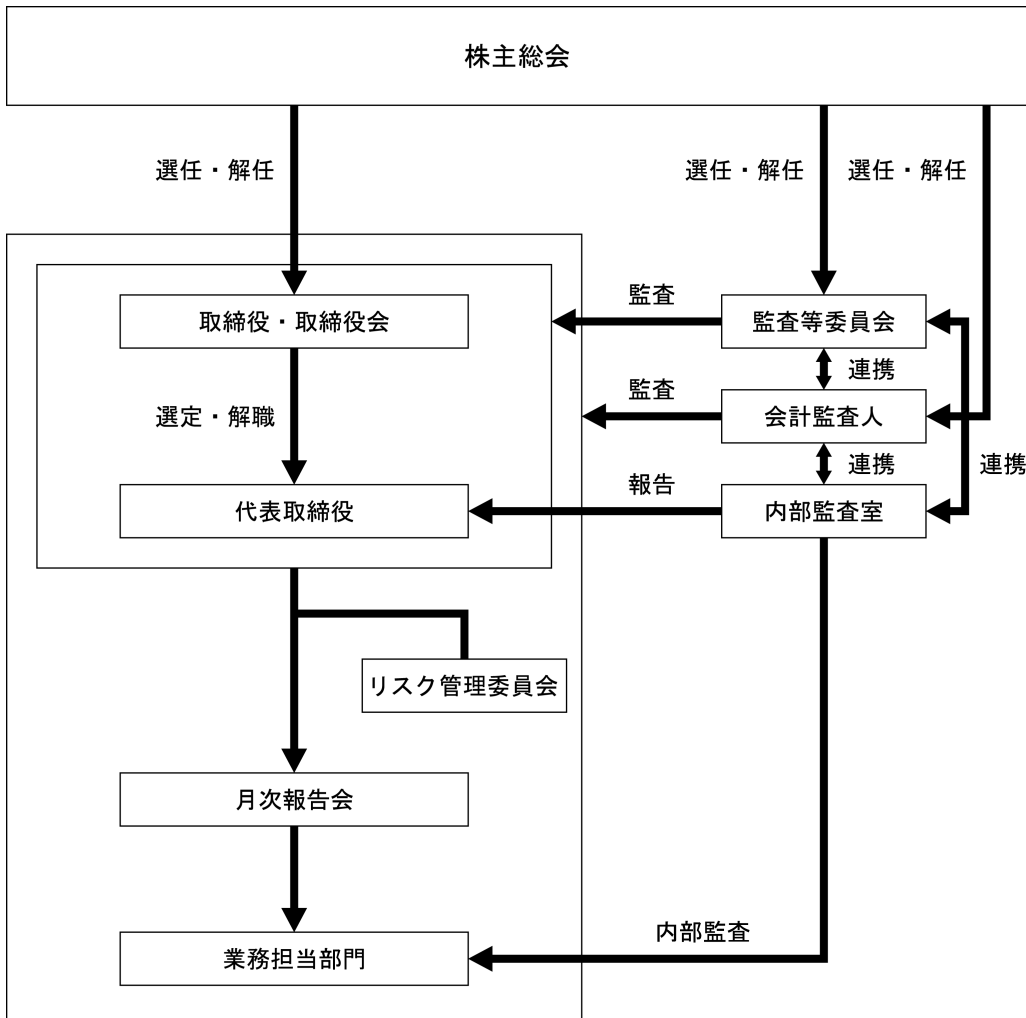 株主総会
選任・解任
選任・解任
選任・解任
取締役・取締役会
監査
監査等委員会
連携
選定・解職
監査
会計監査人
連携
連携
代表取締役
報告
内部監査室
リスク管理委員会
月次報告会
内部監査
業務担当部門